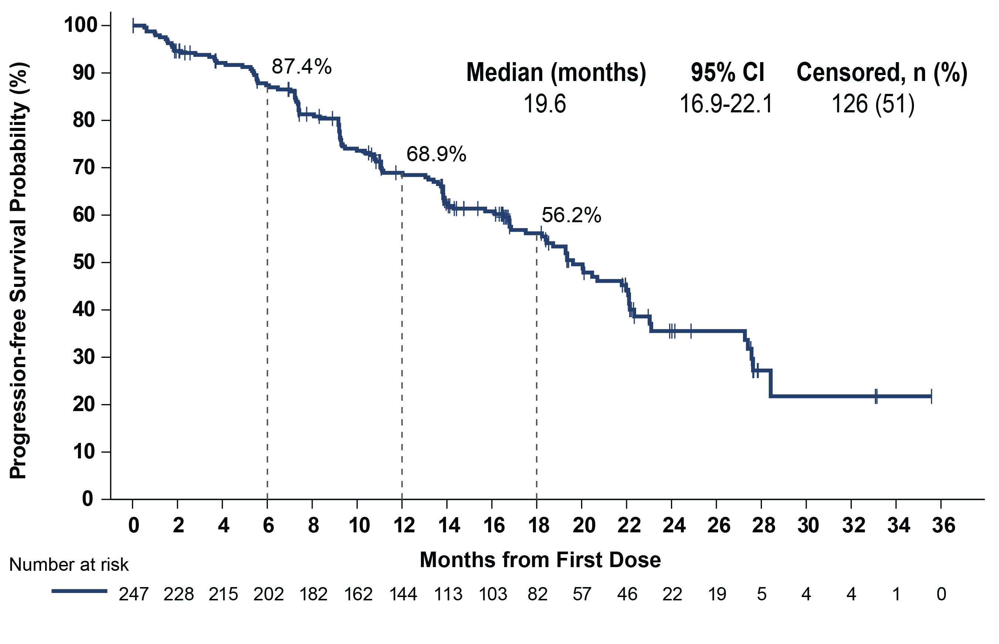 Progression-free Survival Probability (%)
100
90
80
70
60
50
40
30
20
10
0
87.4%
68.9%
56.2%
Median (months) 95% CI Censored, n (%)
19.6 16.9-22.1 126 (51)
0 2 4 6 8 10 12 14 16 18 20 22 24 26 28 30 32 34 36
Months from First Dose
Number at risk
247 228 215 202 182 162 144 113 103 82 57 46 22 19 5 4 4 1 0